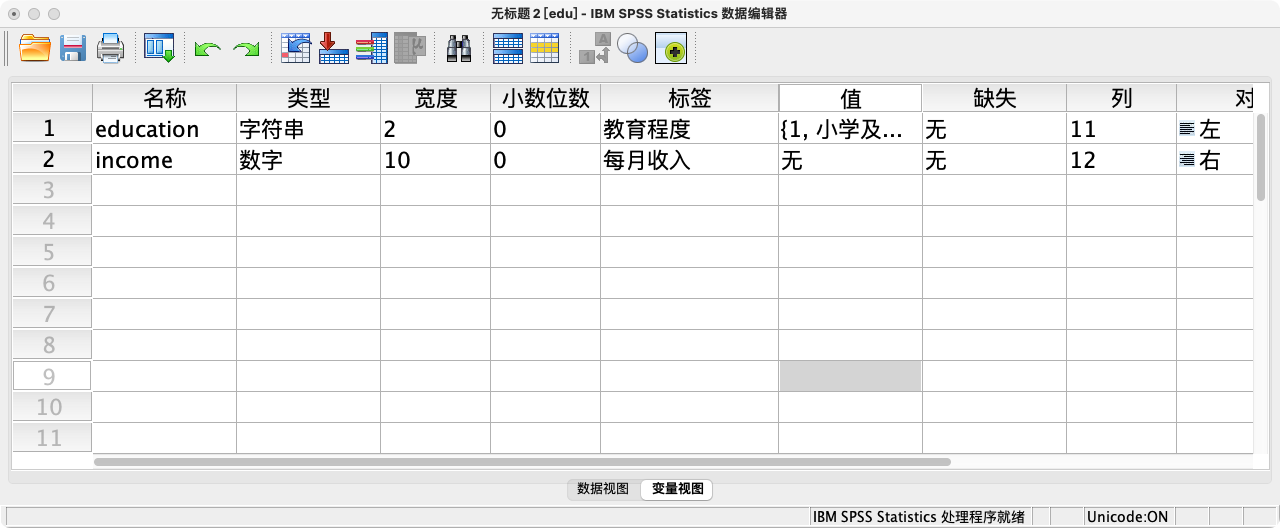 无标题 2 [edu] - IBM SPSS Statistics 数据编辑器
名称 类型 宽度 小数位数 标签 值 缺失 列 对
1 education 字符串 2 0 教育程度 {1, 小学及... 无 11 左
2 income 数字 10 0 每月收入 无 无 12 右
3
4
5
6
7
8
9
10
11
数据视图 变量视图
IBM SPSS Statistics 处理程序就绪 Unicode:ON